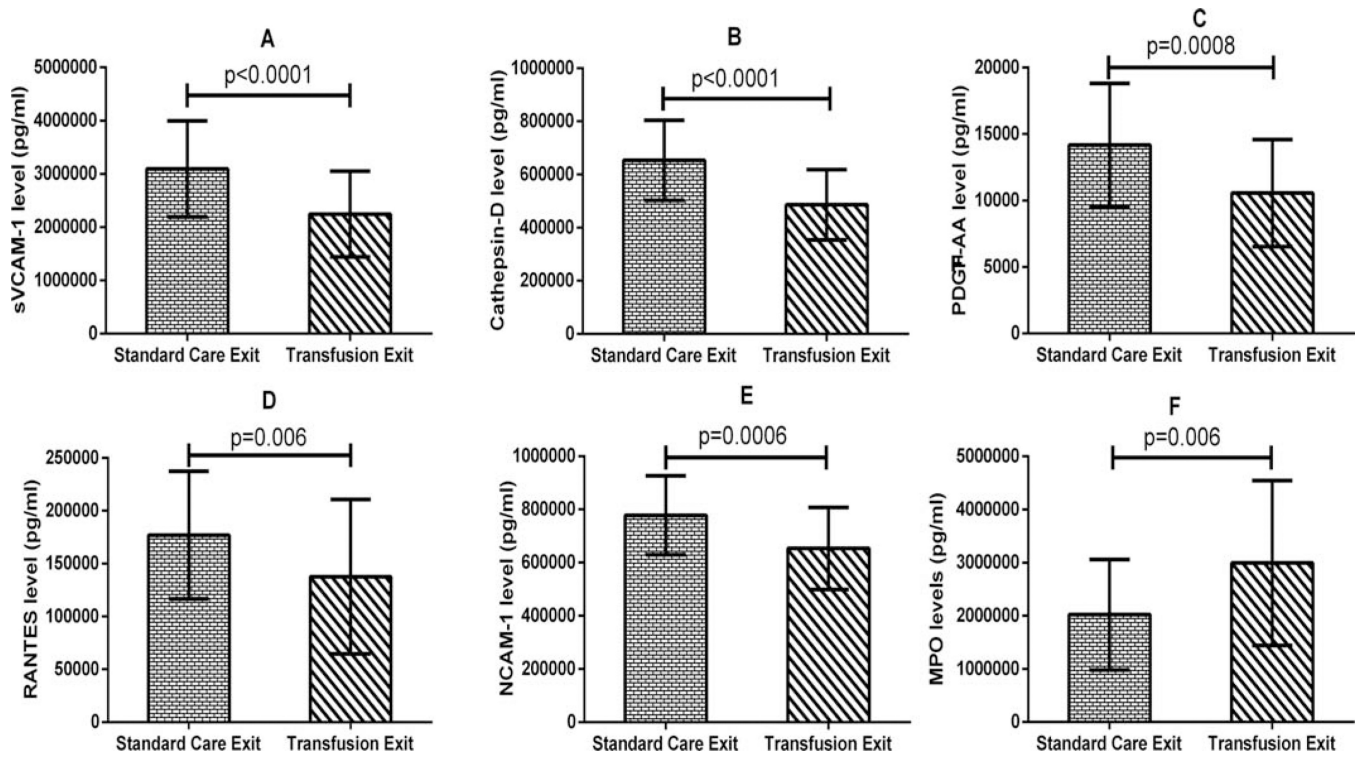 A
p<0.0001
sVCAM-1 level (pg/ml)
5000000
4000000
3000000
2000000
1000000
0
Standard Care Exit Transfusion Exit
B
p<0.0001
Cathepsin-D level (pg/ml)
1000000
800000
600000
400000
200000
0
Standard Care Exit Transfusion Exit
C
p=0.0008
PDGF-AA level (pg/ml)
20000
15000
10000
5000
0
Standard Care Exit Transfusion Exit
D
p=0.006
RANTES level (pg/ml)
250000
200000
150000
100000
50000
0
Standard Care Exit Transfusion Exit
E
p=0.0006
NCAM-1 level (pg/ml)
1000000
800000
600000
400000
200000
0
Standard Care Exit Transfusion Exit
F
p=0.006
MPO levels (pg/ml)
5000000
4000000
3000000
2000000
1000000
0
Standard Care Exit Transfusion Exit